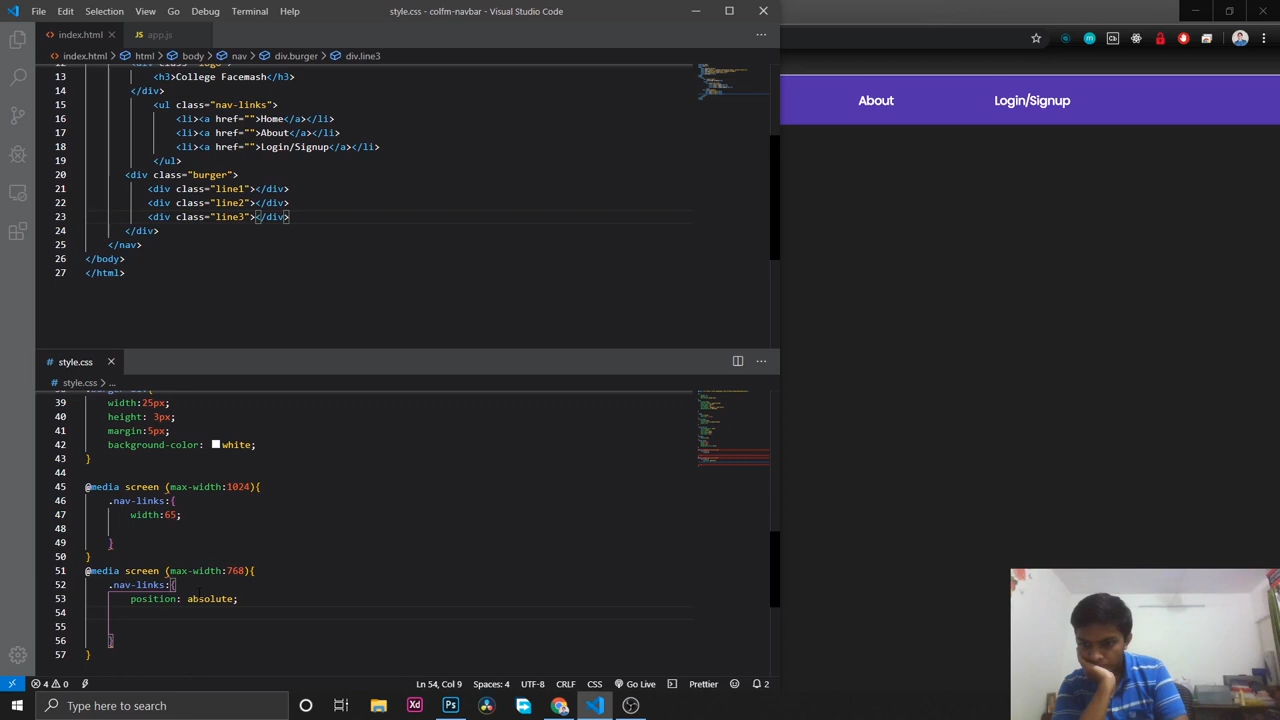 File Edit Selection View Go Debug Terminal Help style.css - collfm-navbar - Visual Studio Code
index.html app.js
index.html > html > body > nav > div.burger > div.line3
13 <h3>College Facemash</h3>
14 </div>
15 <ul class="nav-links">
16 <li><a href="">Home</a></li>
17 <li><a href="">About</a></li>
18 <li><a href="">Login/Signup</a></li>
19 </ul>
20 <div class="burger">
21 <div class="line1"></div>
22 <div class="line2"></div>
23 <div class="line3"></div>
24 </div>
25 </nav>
26 </body>
27 </html>
About Login/Signup
style.css
style.css > ...
39 width:25px;
40 height: 3px;
41 margin:5px;
42 background-color: white;
43 }
44
45 @media screen (max-width:1024){
46 .nav-links:{
47 width:65;
48
49 }
50 }
51 @media screen (max-width:768){
52 .nav-links:{
53 position: absolute;
54
55
56 }
57 }
4 0 Ln 54, Col 9 Spaces: 4 UTF-8 CRLF CSS Go Live Prettier 2
Type here to search